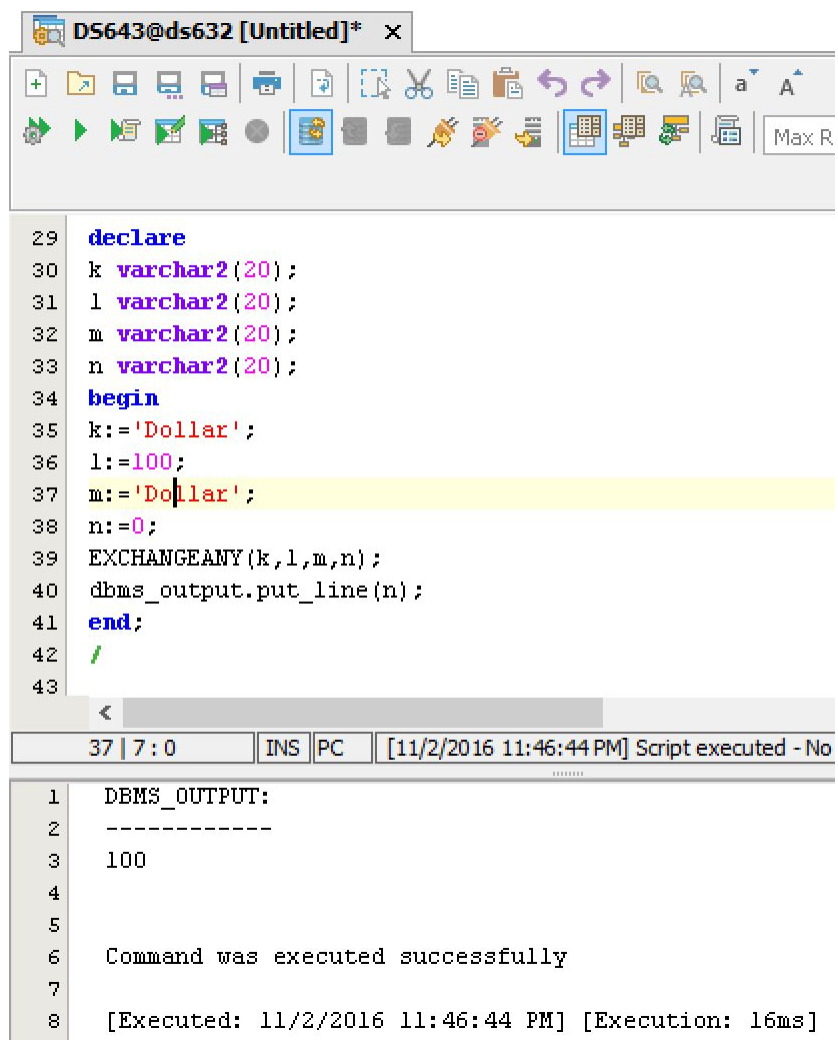 DS643@ds632 [Untitled]* x
a A
Max R
29 declare
30 k varchar2(20);
31 l varchar2(20);
32 m varchar2(20);
33 n varchar2(20);
34 begin
35 k:='Dollar';
36 l:=100;
37 m:='Dollar';
38 n:=0;
39 EXCHANGEANY(k,l,m,n);
40 dbms_output.put_line(n);
41 end;
42 /
43
37 | 7 : 0 INS PC [11/2/2016 11:46:44 PM] Script executed - No
1 DBMS_OUTPUT:
2 ------------
3 100
4
5
6 Command was executed successfully
7
8 [Executed: 11/2/2016 11:46:44 PM] [Execution: 16ms]